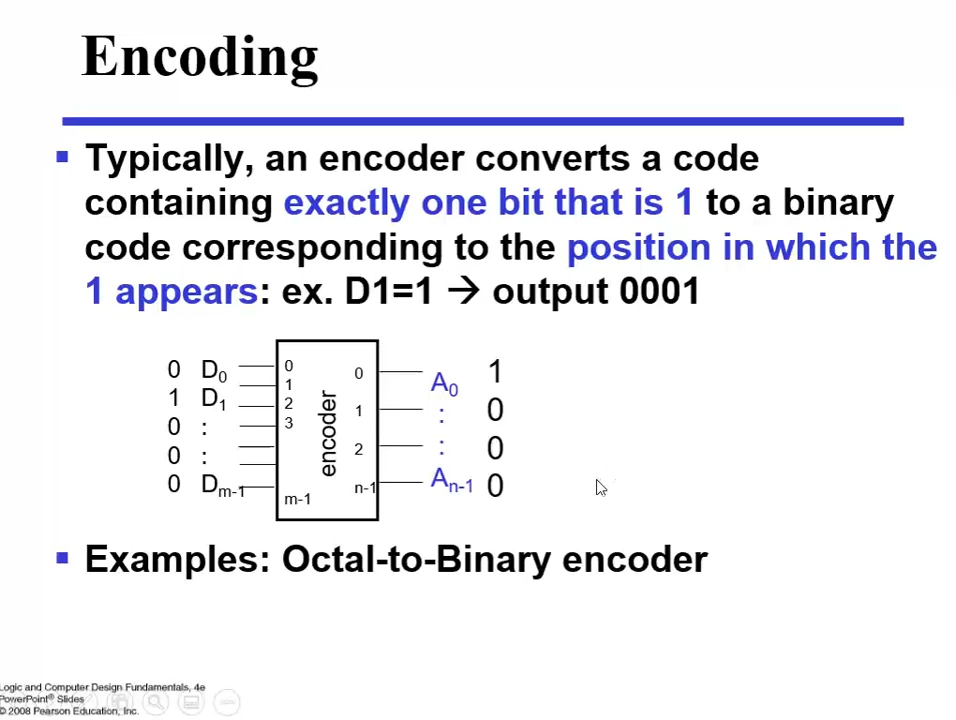 Encoding
Typically, an encoder converts a code
containing exactly one bit that is 1 to a binary
code corresponding to the position in which the
1 appears: ex. D1=1 → output 0001
0 D0 0 0 A0 1
1 D1 1 1 : 0
0 : 2 2 : 0
0 : 3
0 Dm-1 m-1 n-1 An-1 0
encoder
Examples: Octal-to-Binary encoder
Logic and Computer Design Fundamentals, 4e
PowerPoint® Slides
© 2008 Pearson Education, Inc.